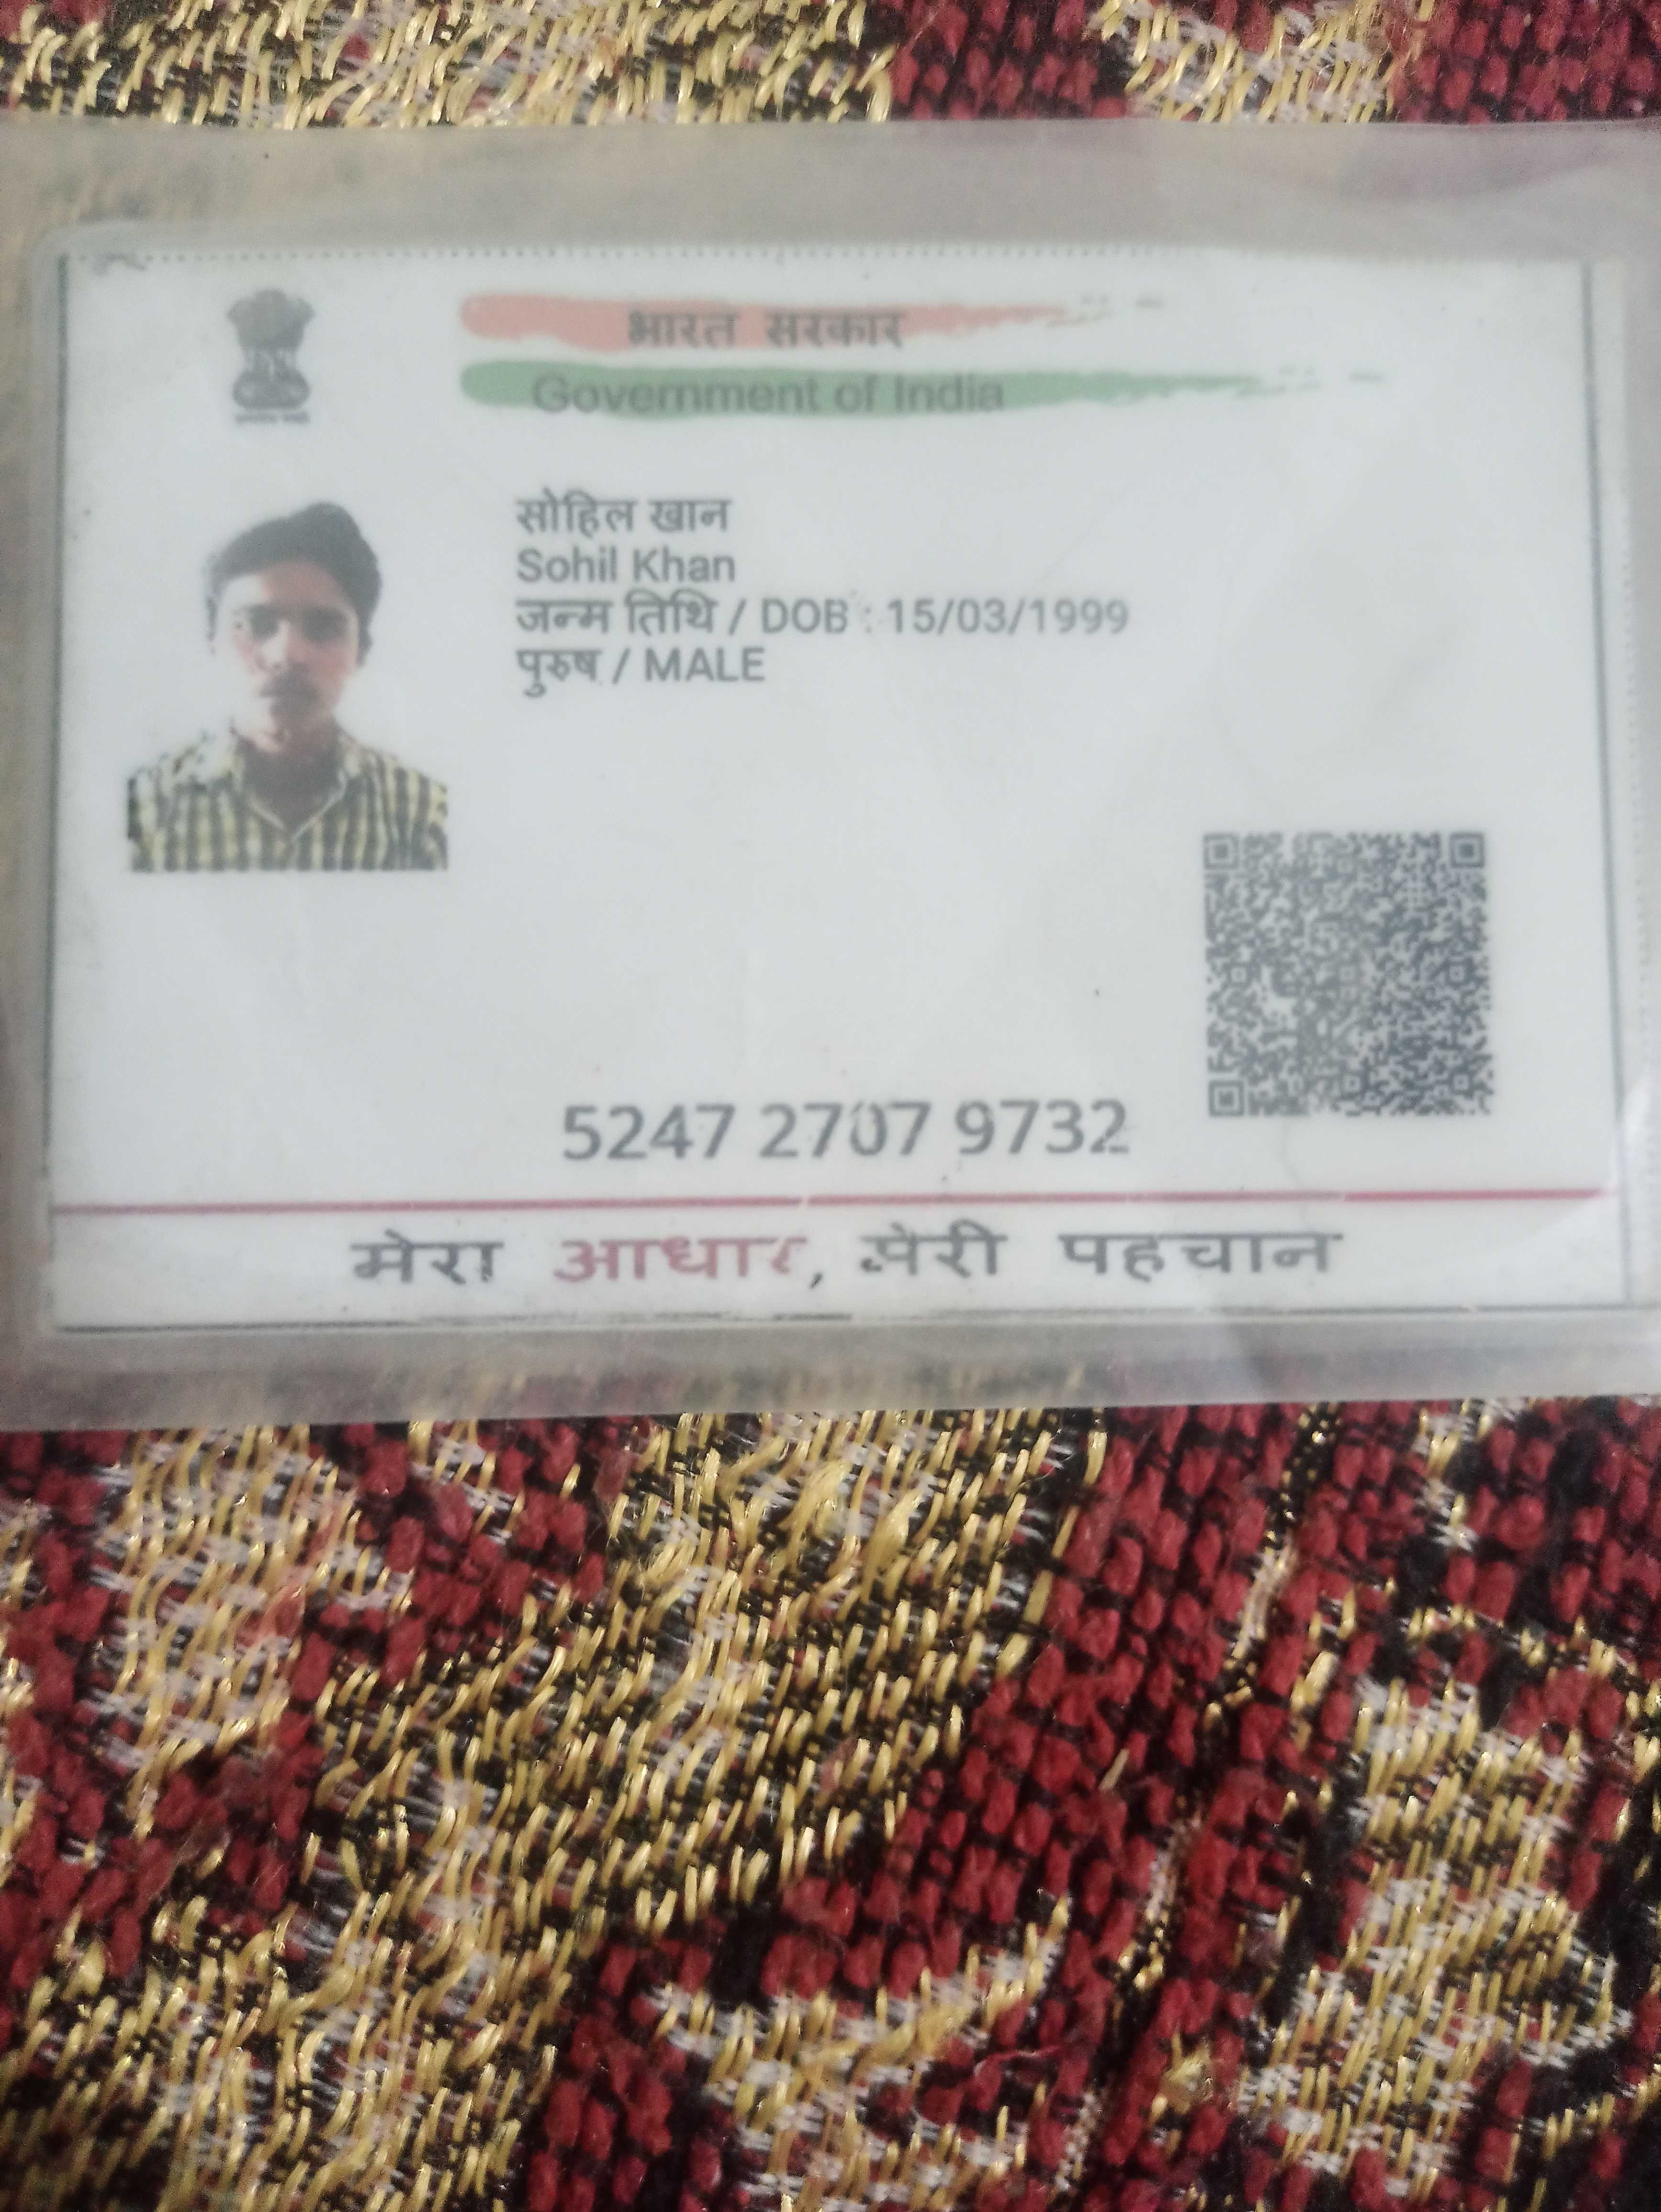 भारत सरकार
Government of India
सोहिल खान
Sohil Khan
जन्म तिथि / DOB : 15/03/1999
पुरुष / MALE
5247 2707 9732
मेरा आधार, मेरी पहचान